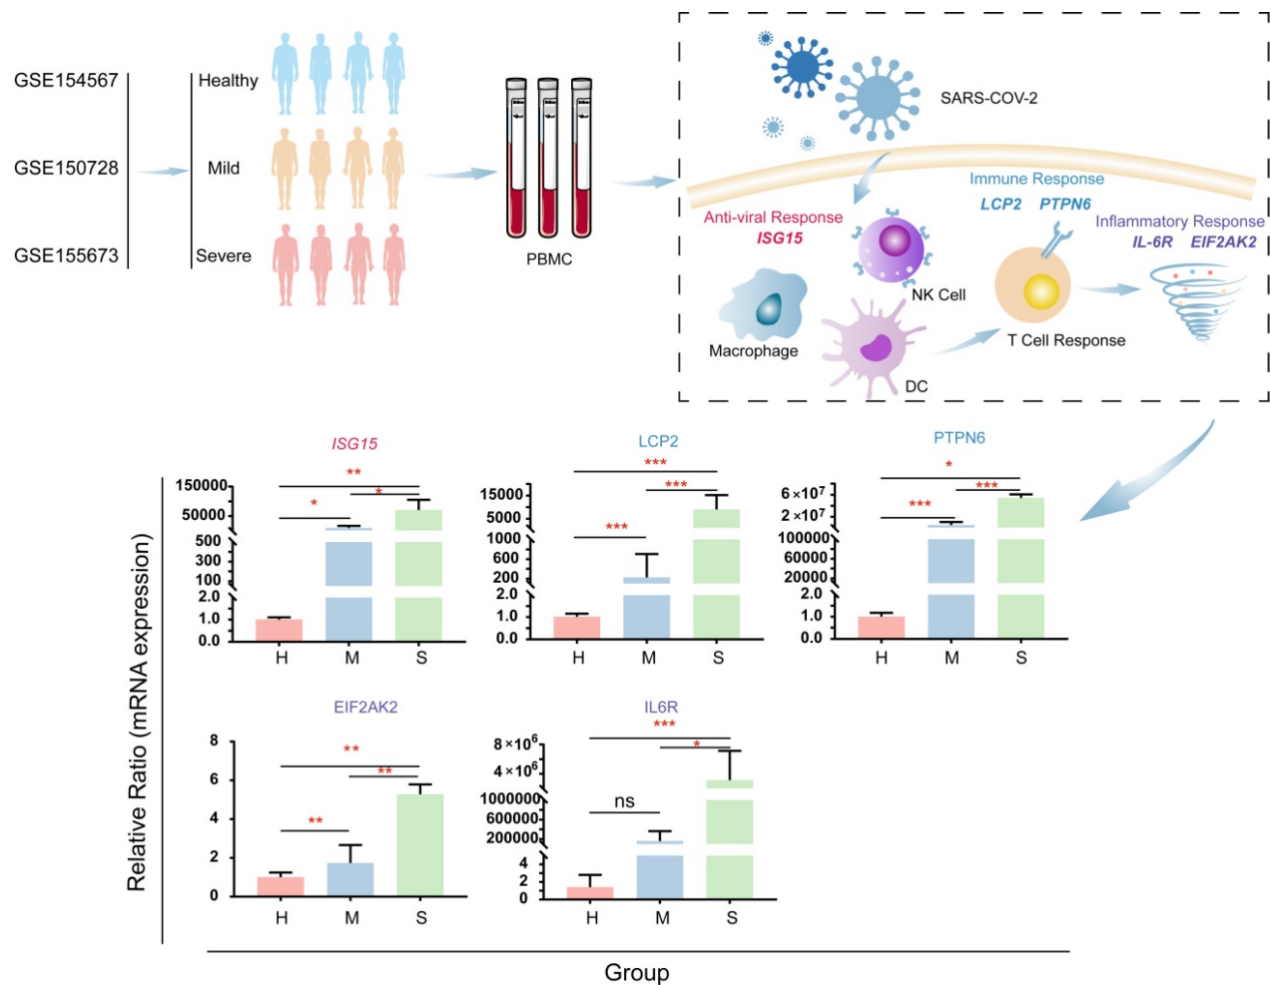 GSE154567
GSE150728
GSE155673
Healthy
Mild
Severe
PBMC
SARS-COV-2
Immune Response
LCP2 PTPN6
Anti-viral Response
ISG15
Inflammatory Response
IL-6R EIF2AK2
NK Cell
Macrophage
T Cell Response
DC
Relative Ratio (mRNA expression)
ISG15
**
*
*
150000
50000
500
300
100
2.0
1.0
0.0
H M S
LCP2
***
***
***
15000
5000
1000
600
200
2.0
1.0
0.0
H M S
PTPN6
*
***
***
6×10⁷
2×10⁷
100000
60000
20000
2.0
1.0
0.0
H M S
EIF2AK2
**
**
**
8
6
4
2
0
H M S
IL6R
***
*
ns
8×10⁶
4×10⁶
1000000
600000
200000
4
2
0
H M S
Group